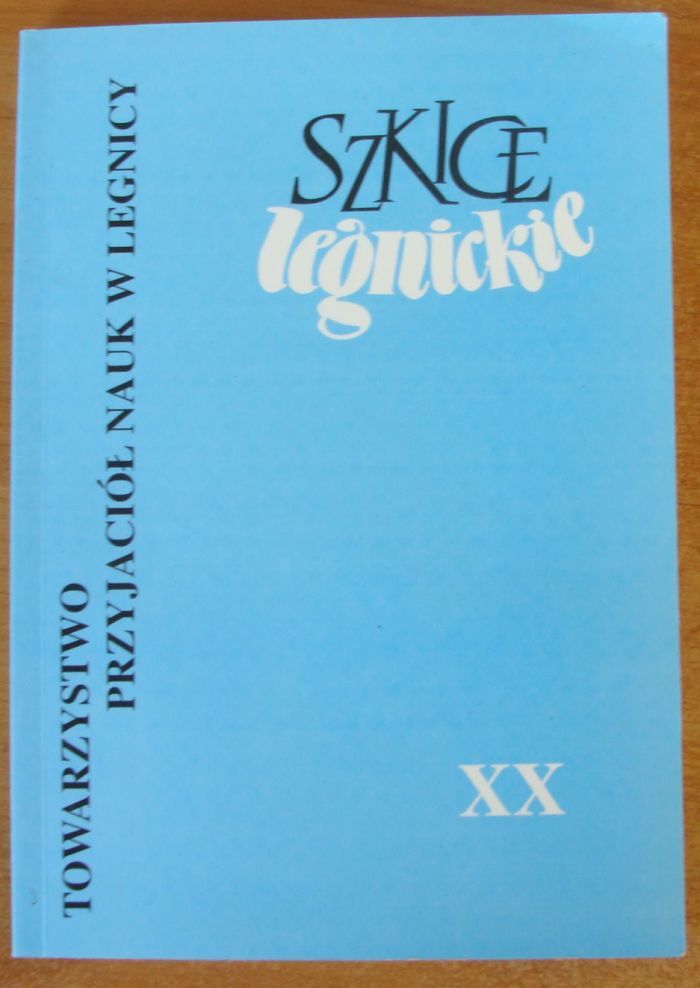 TOWARZYSTWO
PRZYJACIÓŁ NAUK W LEGNICY
SZKICE
legnickie
XX